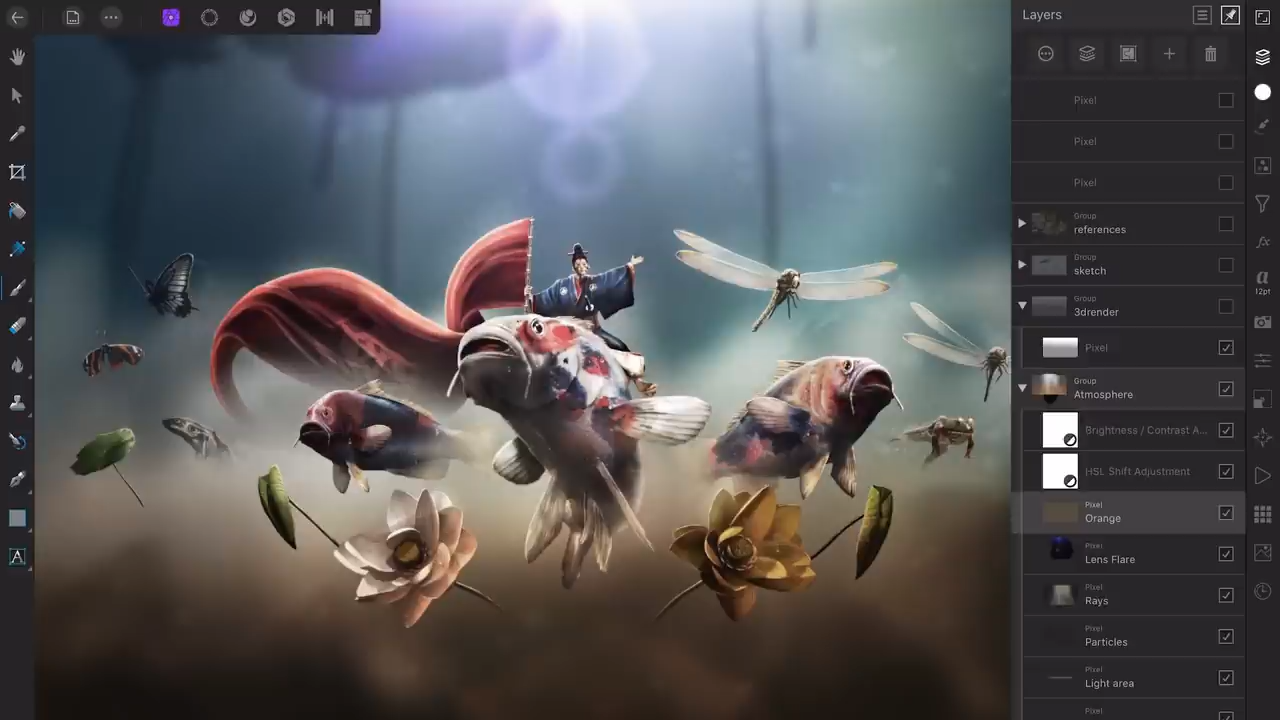 Layers
Pixel
Pixel
Pixel
Group
references
Group
sketch
Group
3drender
Pixel
Group
Atmosphere
Brightness / Contrast A...
HSL Shift Adjustment
Pixel
Orange
Pixel
Lens Flare
Pixel
Rays
Pixel
Particles
Pixel
Light area
Pixel
a
12pt
fx
A